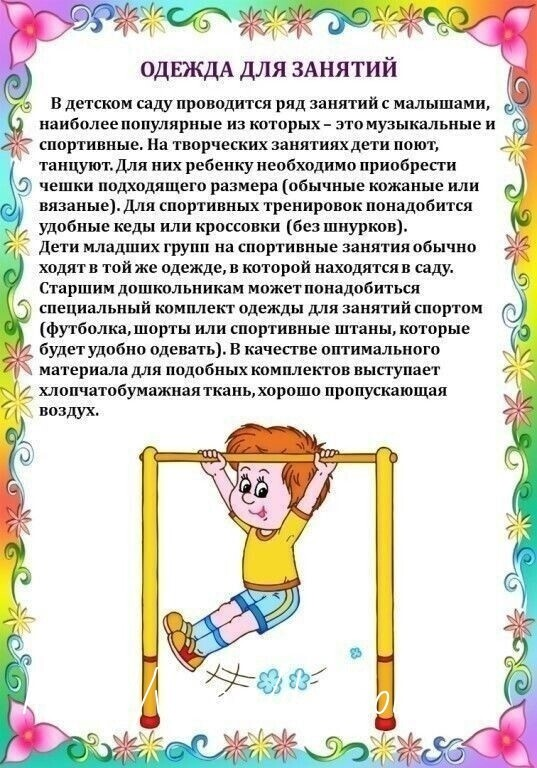 ОДЕЖДА ДЛЯ ЗАНЯТИЙ
В детском саду проводится ряд занятий с малышами,
наиболее популярные из которых – это музыкальные и
спортивные. На творческих занятиях дети поют,
танцуют. Для них ребенку необходимо приобрести
чешки подходящего размера (обычные кожаные или
вязаные). Для спортивных тренировок понадобится
удобные кеды или кроссовки (без шнурков).
Дети младших групп на спортивные занятия обычно
ходят в той же одежде, в которой находятся в саду.
Старшим дошкольникам может понадобиться
специальный комплект одежды для занятий спортом
(футболка, шорты или спортивные штаны, которые
будет удобно одевать). В качестве оптимального
материала для подобных комплектов выступает
хлопчатобумажная ткань, хорошо пропускающая
воздух.